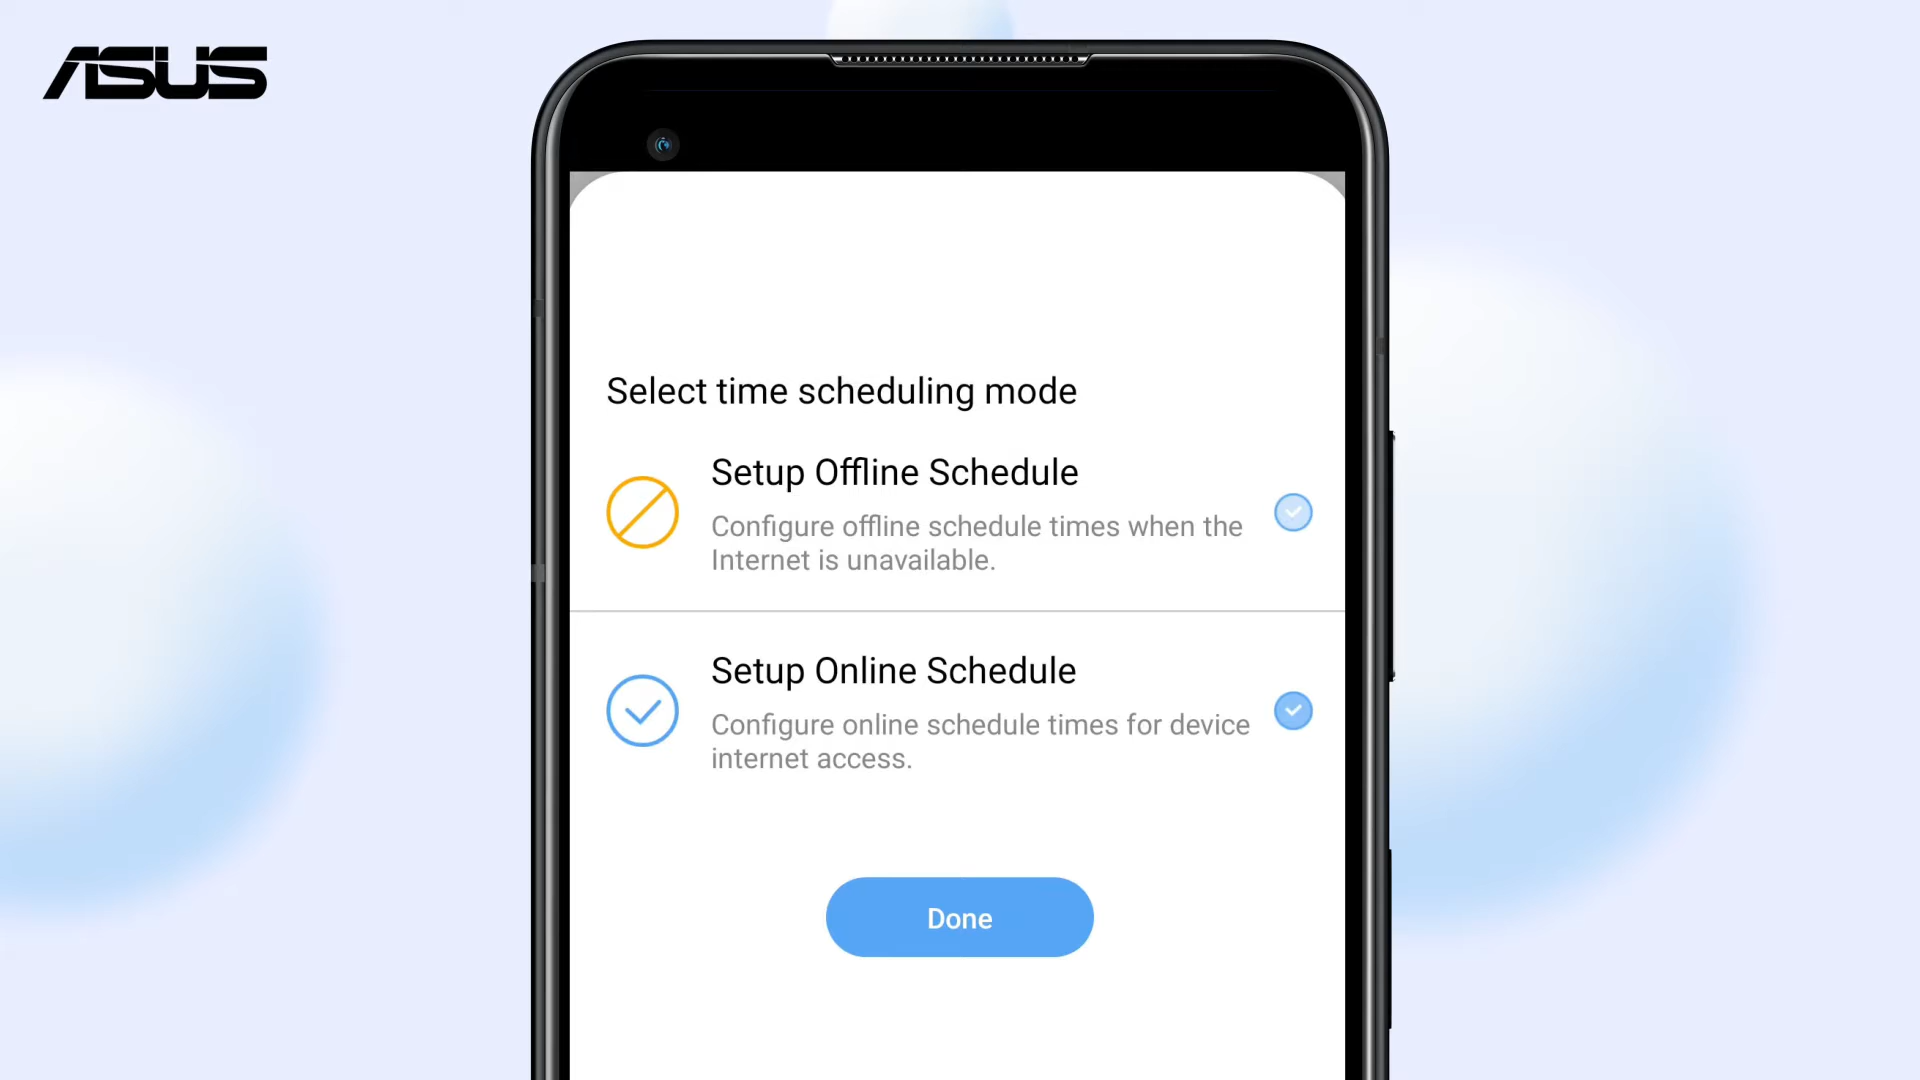 ASUS
Select time scheduling mode
Setup Offline Schedule
Configure offline schedule times when the
Internet is unavailable.
Setup Online Schedule
Configure online schedule times for device
internet access.
Done